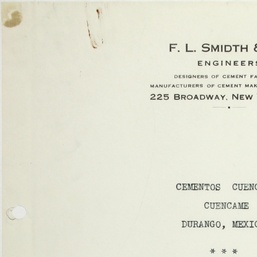 F. L. SMIDTH &
ENGINEERS
DESIGNERS OF CEMENT FA
MANUFACTURERS OF CEMENT MAK
225 BROADWAY, NEW
CEMENTOS CUENC
CUENCAME
DURANGO, MEXIC
* * *